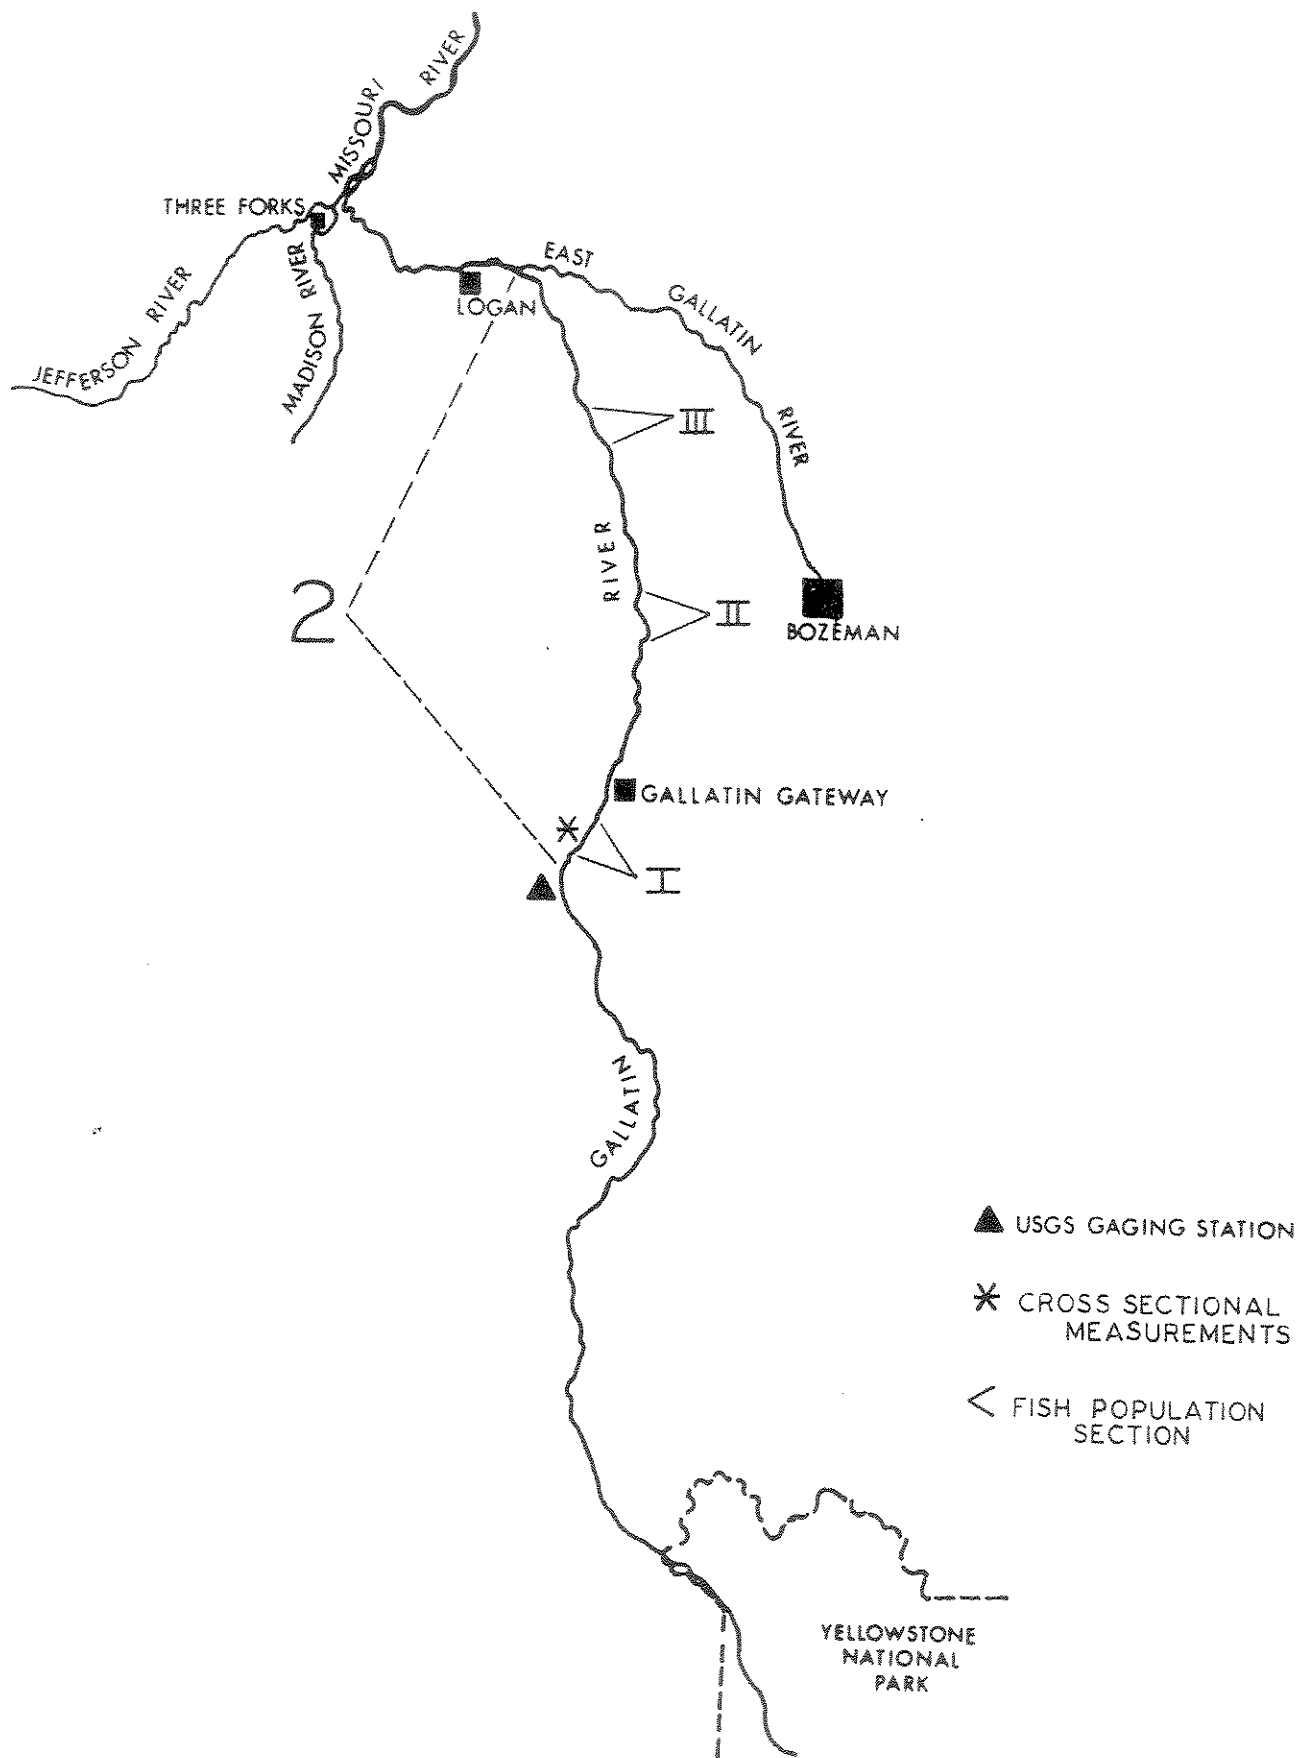 MISSOURI RIVER
THREE FORKS
JEFFERSON RIVER
MADISON RIVER
LOGAN
EAST GALLATIN RIVER
III
RIVER
2
II
BOZEMAN
GALLATIN GATEWAY
I
GALLATIN
USGS GAGING STATION
CROSS SECTIONAL
MEASUREMENTS
FISH POPULATION
SECTION
YELLOWSTONE
NATIONAL
PARK